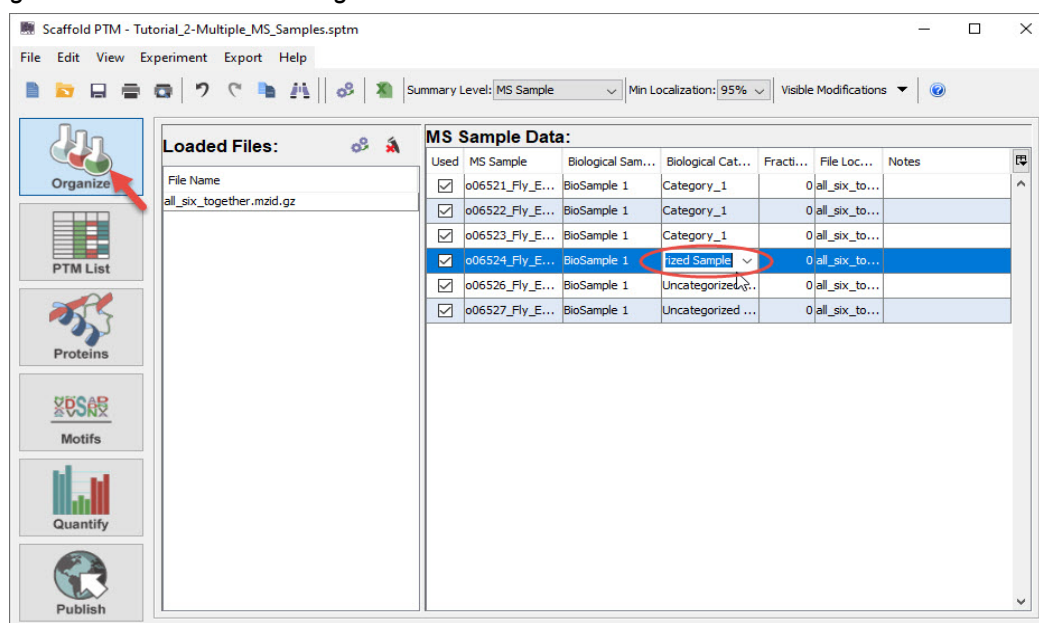 Scaffold PTM - Tutorial_2-Multiple_MS_Samples.sptm
File Edit View Experiment Export Help
Summary Level: MS Sample Min Localization: 95% Visible Modifications
Organize
PTM List
Proteins
Motifs
Quantify
Publish
Loaded Files:
File Name
all_six_together.mzid.gz
MS Sample Data:
Used MS Sample Biological Sam... Biological Cat... Fracti... File Loc... Notes
o06521_Fly_E... BioSample 1 Category_1 0 all_six_to...
o06522_Fly_E... BioSample 1 Category_1 0 all_six_to...
o06523_Fly_E... BioSample 1 Category_1 0 all_six_to...
o06524_Fly_E... BioSample 1 rized Sample 0 all_six_to...
o06526_Fly_E... BioSample 1 Uncategorized ... 0 all_six_to...
o06527_Fly_E... BioSample 1 Uncategorized ... 0 all_six_to...